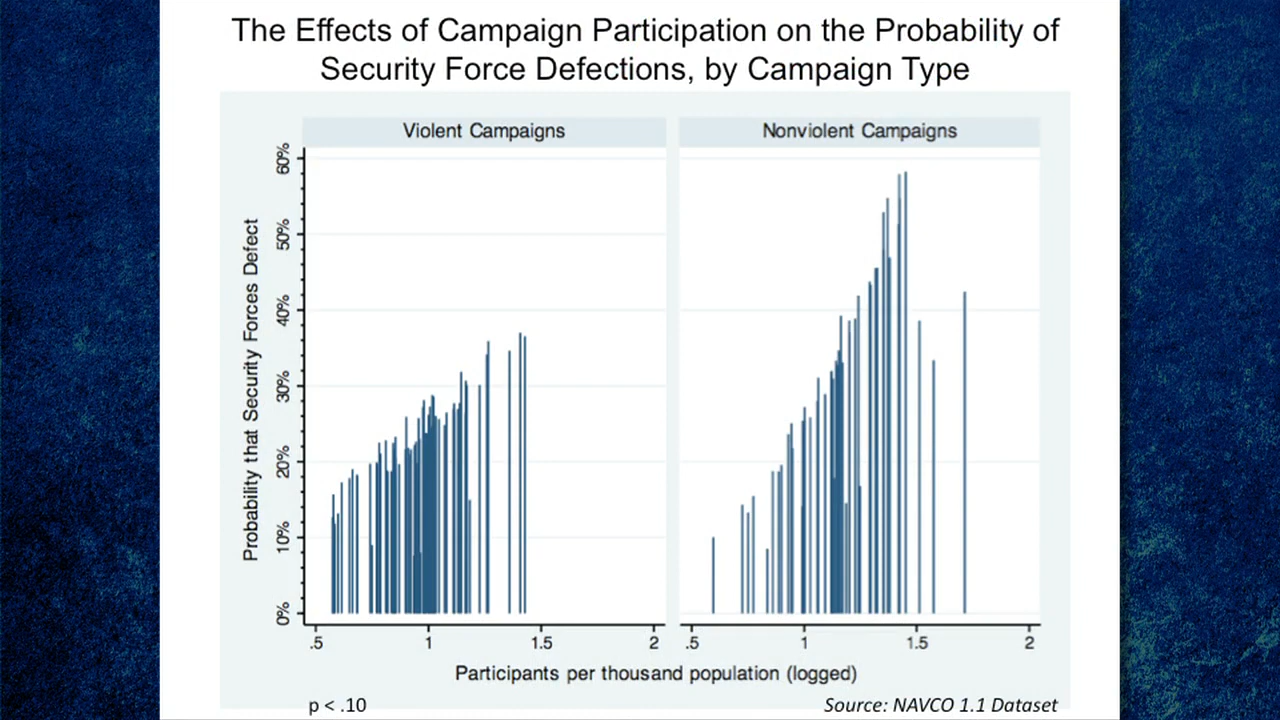 The Effects of Campaign Participation on the Probability of
Security Force Defections, by Campaign Type
Violent Campaigns
Nonviolent Campaigns
Probability that Security Forces Defect
60%
50%
40%
30%
20%
10%
0%
.5
1
1.5
2
.5
1
1.5
2
Participants per thousand population (logged)
p < .10
Source: NAVCO 1.1 Dataset